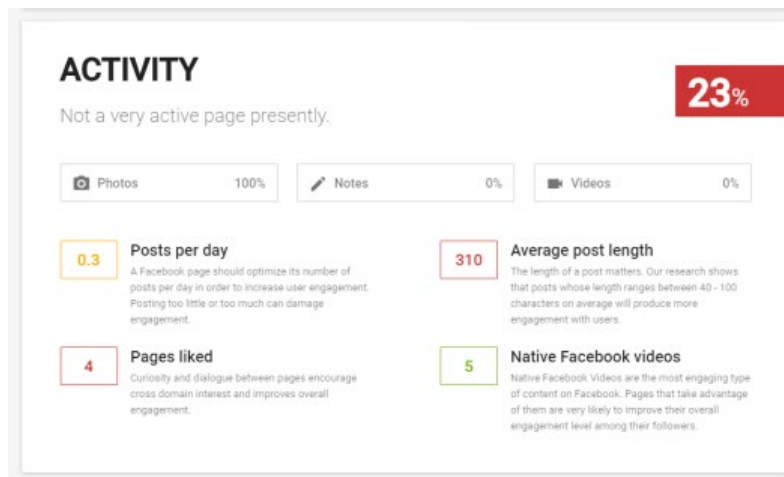 ACTIVITY
Not a very active page presently.
23%
Photos 100%
Notes 0%
Videos 0%
0.3
Posts per day
A Facebook page should optimize its number of
posts per day in order to increase user engagement.
Posting too little or too much can damage
engagement.
310
Average post length
The length of a post matters. Our research shows
that posts whose length ranges between 40 - 100
characters on average will produce more
engagement with users.
4
Pages liked
Curiosity and dialogue between pages encourage
cross domain interest and improves overall
engagement.
5
Native Facebook videos
Native Facebook Videos are the most engaging type
of content on Facebook. Pages that take advantage
of them are very likely to improve their overall
engagement level among their followers.